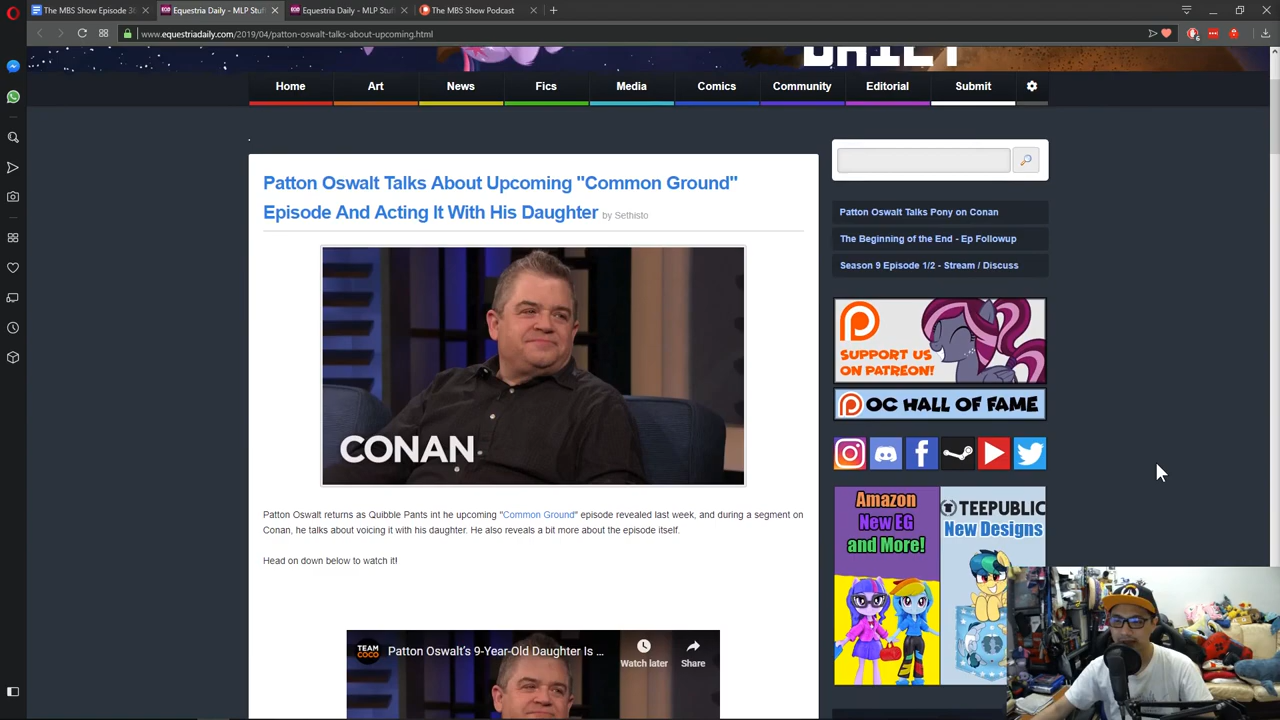 The MBS Show Episode 36
Equestria Daily - MLP Stuf
Equestria Daily - MLP Stuf
The MBS Show Podcast
www.equestriadaily.com/2019/04/patton-oswalt-talks-about-upcoming.html
DAILY
Home
Art
News
Fics
Media
Comics
Community
Editorial
Submit
Patton Oswalt Talks About Upcoming "Common Ground"
Episode And Acting It With His Daughter by Sethisto
CONAN
Patton Oswalt returns as Quibble Pants int he upcoming "Common Ground" episode revealed last week, and during a segment on
Conan, he talks about voicing it with his daughter. He also reveals a bit more about the episode itself.
Head on down below to watch it!
TEAM
COCO
Patton Oswalt's 9-Year-Old Daughter Is ...
Watch later
Share
Patton Oswalt Talks Pony on Conan
The Beginning of the End - Ep Followup
Season 9 Episode 1/2 - Stream / Discuss
SUPPORT US
ON PATREON!
OC HALL OF FAME
Amazon
New EG
and More!
TEEPUBLIC
New Designs